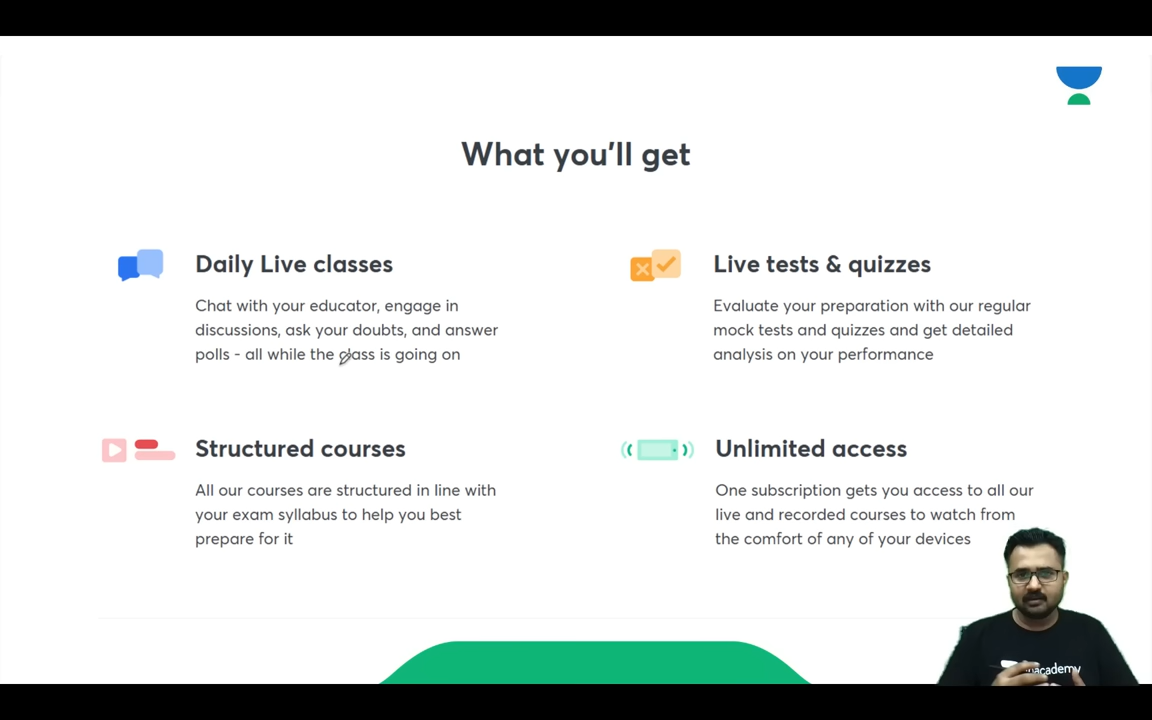 What you'll get
Daily Live classes
Chat with your educator, engage in
discussions, ask your doubts, and answer
polls - all while the class is going on
Live tests & quizzes
Evaluate your preparation with our regular
mock tests and quizzes and get detailed
analysis on your performance
Structured courses
All our courses are structured in line with
your exam syllabus to help you best
prepare for it
Unlimited access
One subscription gets you access to all our
live and recorded courses to watch from
the comfort of any of your devices